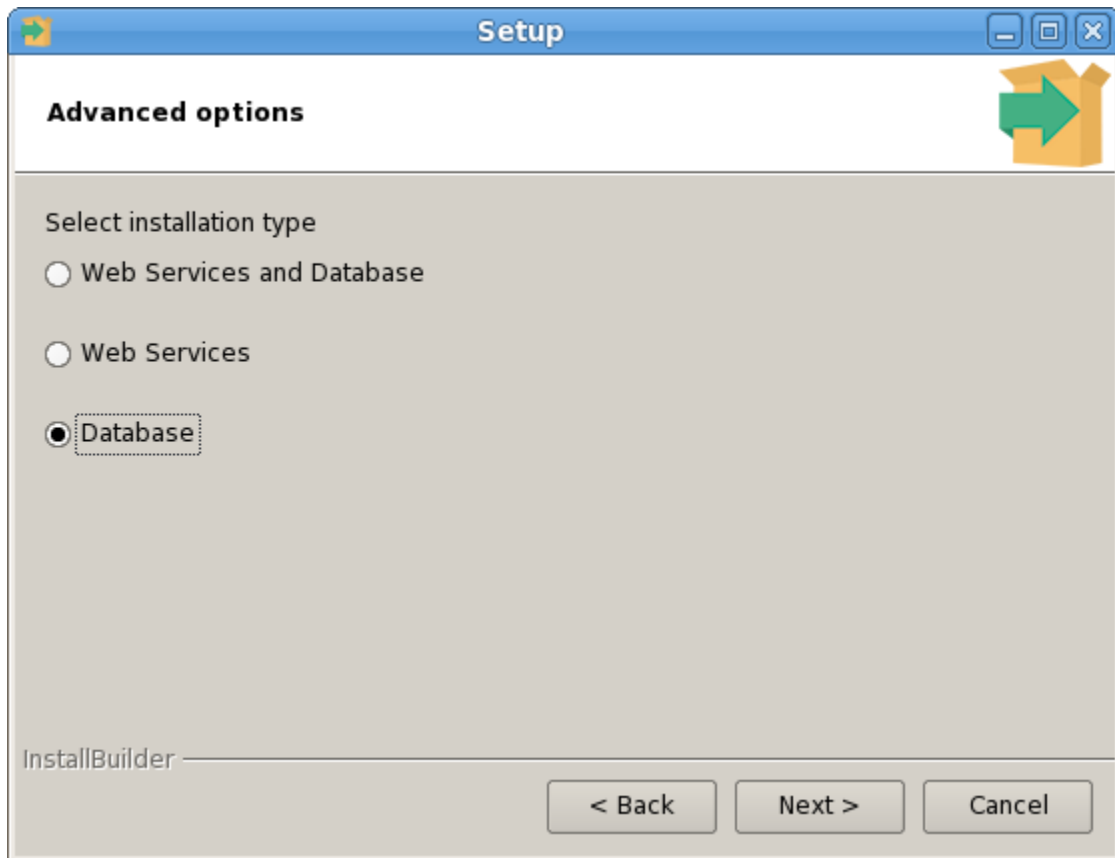 Setup
Advanced options
Select installation type
Web Services and Database
Web Services
Database
InstallBuilder
< Back Next > Cancel